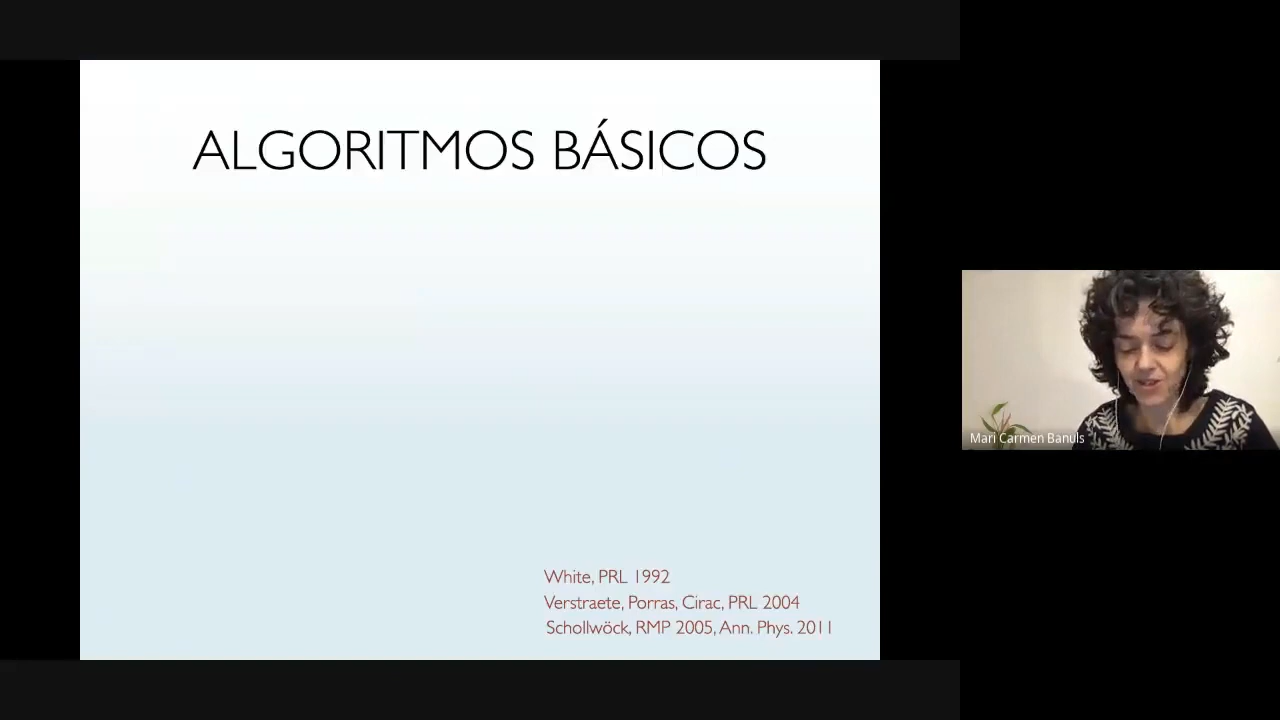 ALGORITMOS BÁSICOS
White, PRL 1992
Verstraete, Porras, Cirac, PRL 2004
Schollwöck, RMP 2005, Ann. Phys. 2011
Mari Carmen Banuls